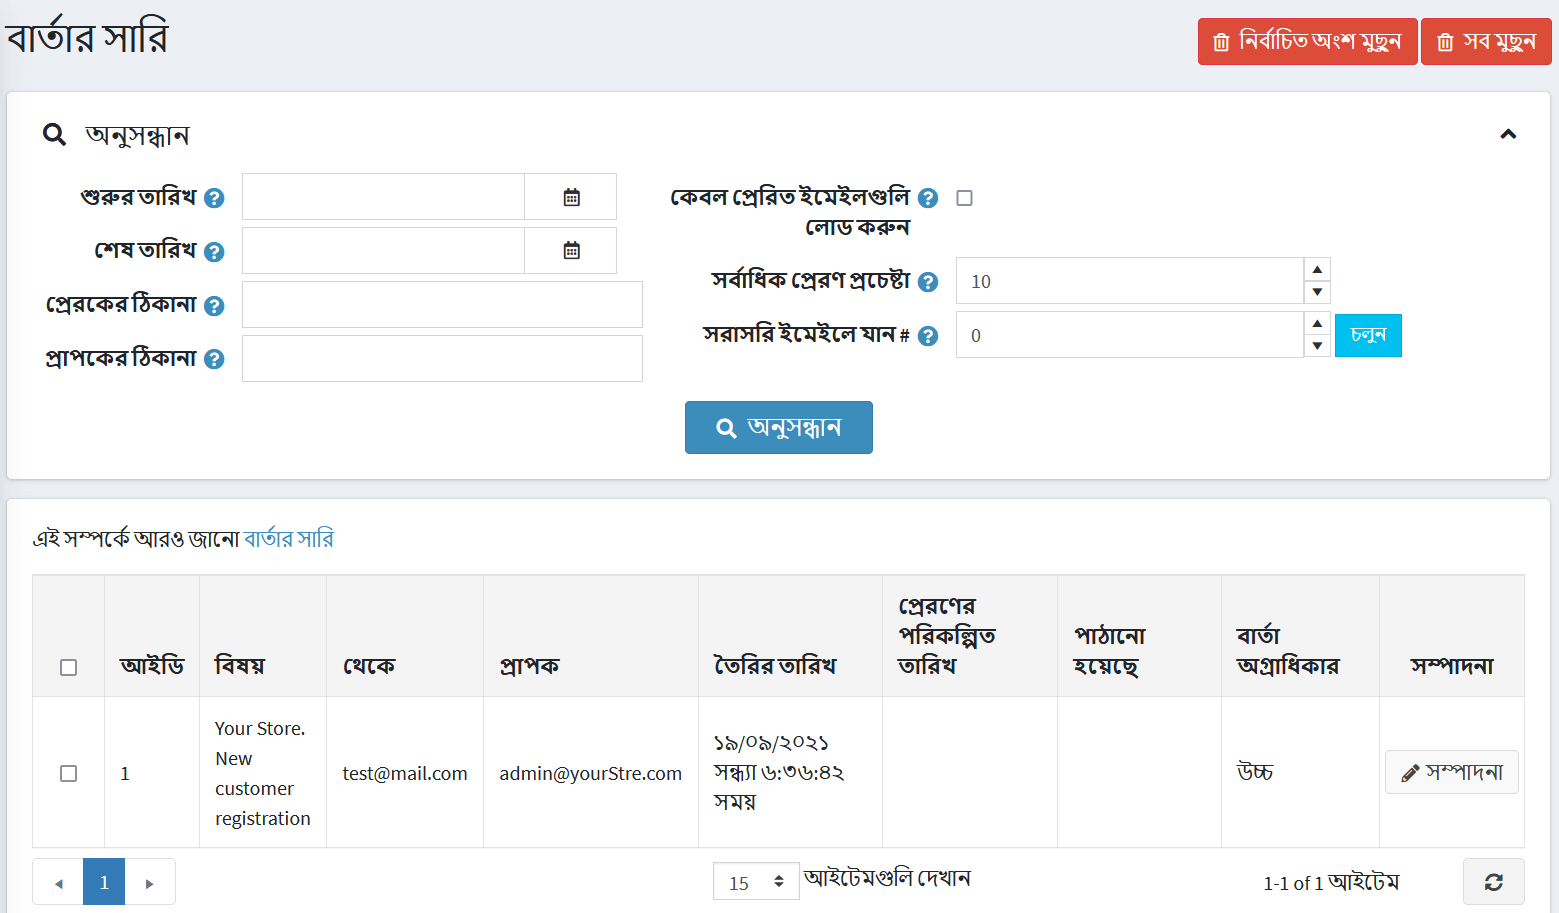 বার্তার সারি
নির্বাচিত অংশ মুছুন
সব মুছুন
অনুসন্ধান
শুরুর তারিখ
শেষ তারিখ
প্রেরকের ঠিকানা
প্রাপকের ঠিকানা
কেবল প্রেরিত ইমেইলগুলি
লোড করুন
সর্বাধিক প্রেরণ প্রচেষ্টা
10
সরাসরি ইমেইলে যান #
0
চলুন
অনুসন্ধান
এই সম্পর্কে আরও জানো বার্তার সারি
আইডি
বিষয়
থেকে
প্রাপক
তৈরির তারিখ
প্রেরণের
পরিকল্পিত
তারিখ
পাঠানো
হয়েছে
বার্তা
অগ্রাধিকার
সম্পাদনা
1
Your Store.
New
customer
registration
test@mail.com
admin@yourStre.com
১৯/০৯/২০২১
সন্ধ্যা ৬:৩৬:৪২
সময়
উচ্চ
সম্পাদনা
1
15
আইটেমগুলি দেখান
1-1 of 1 আইটেম